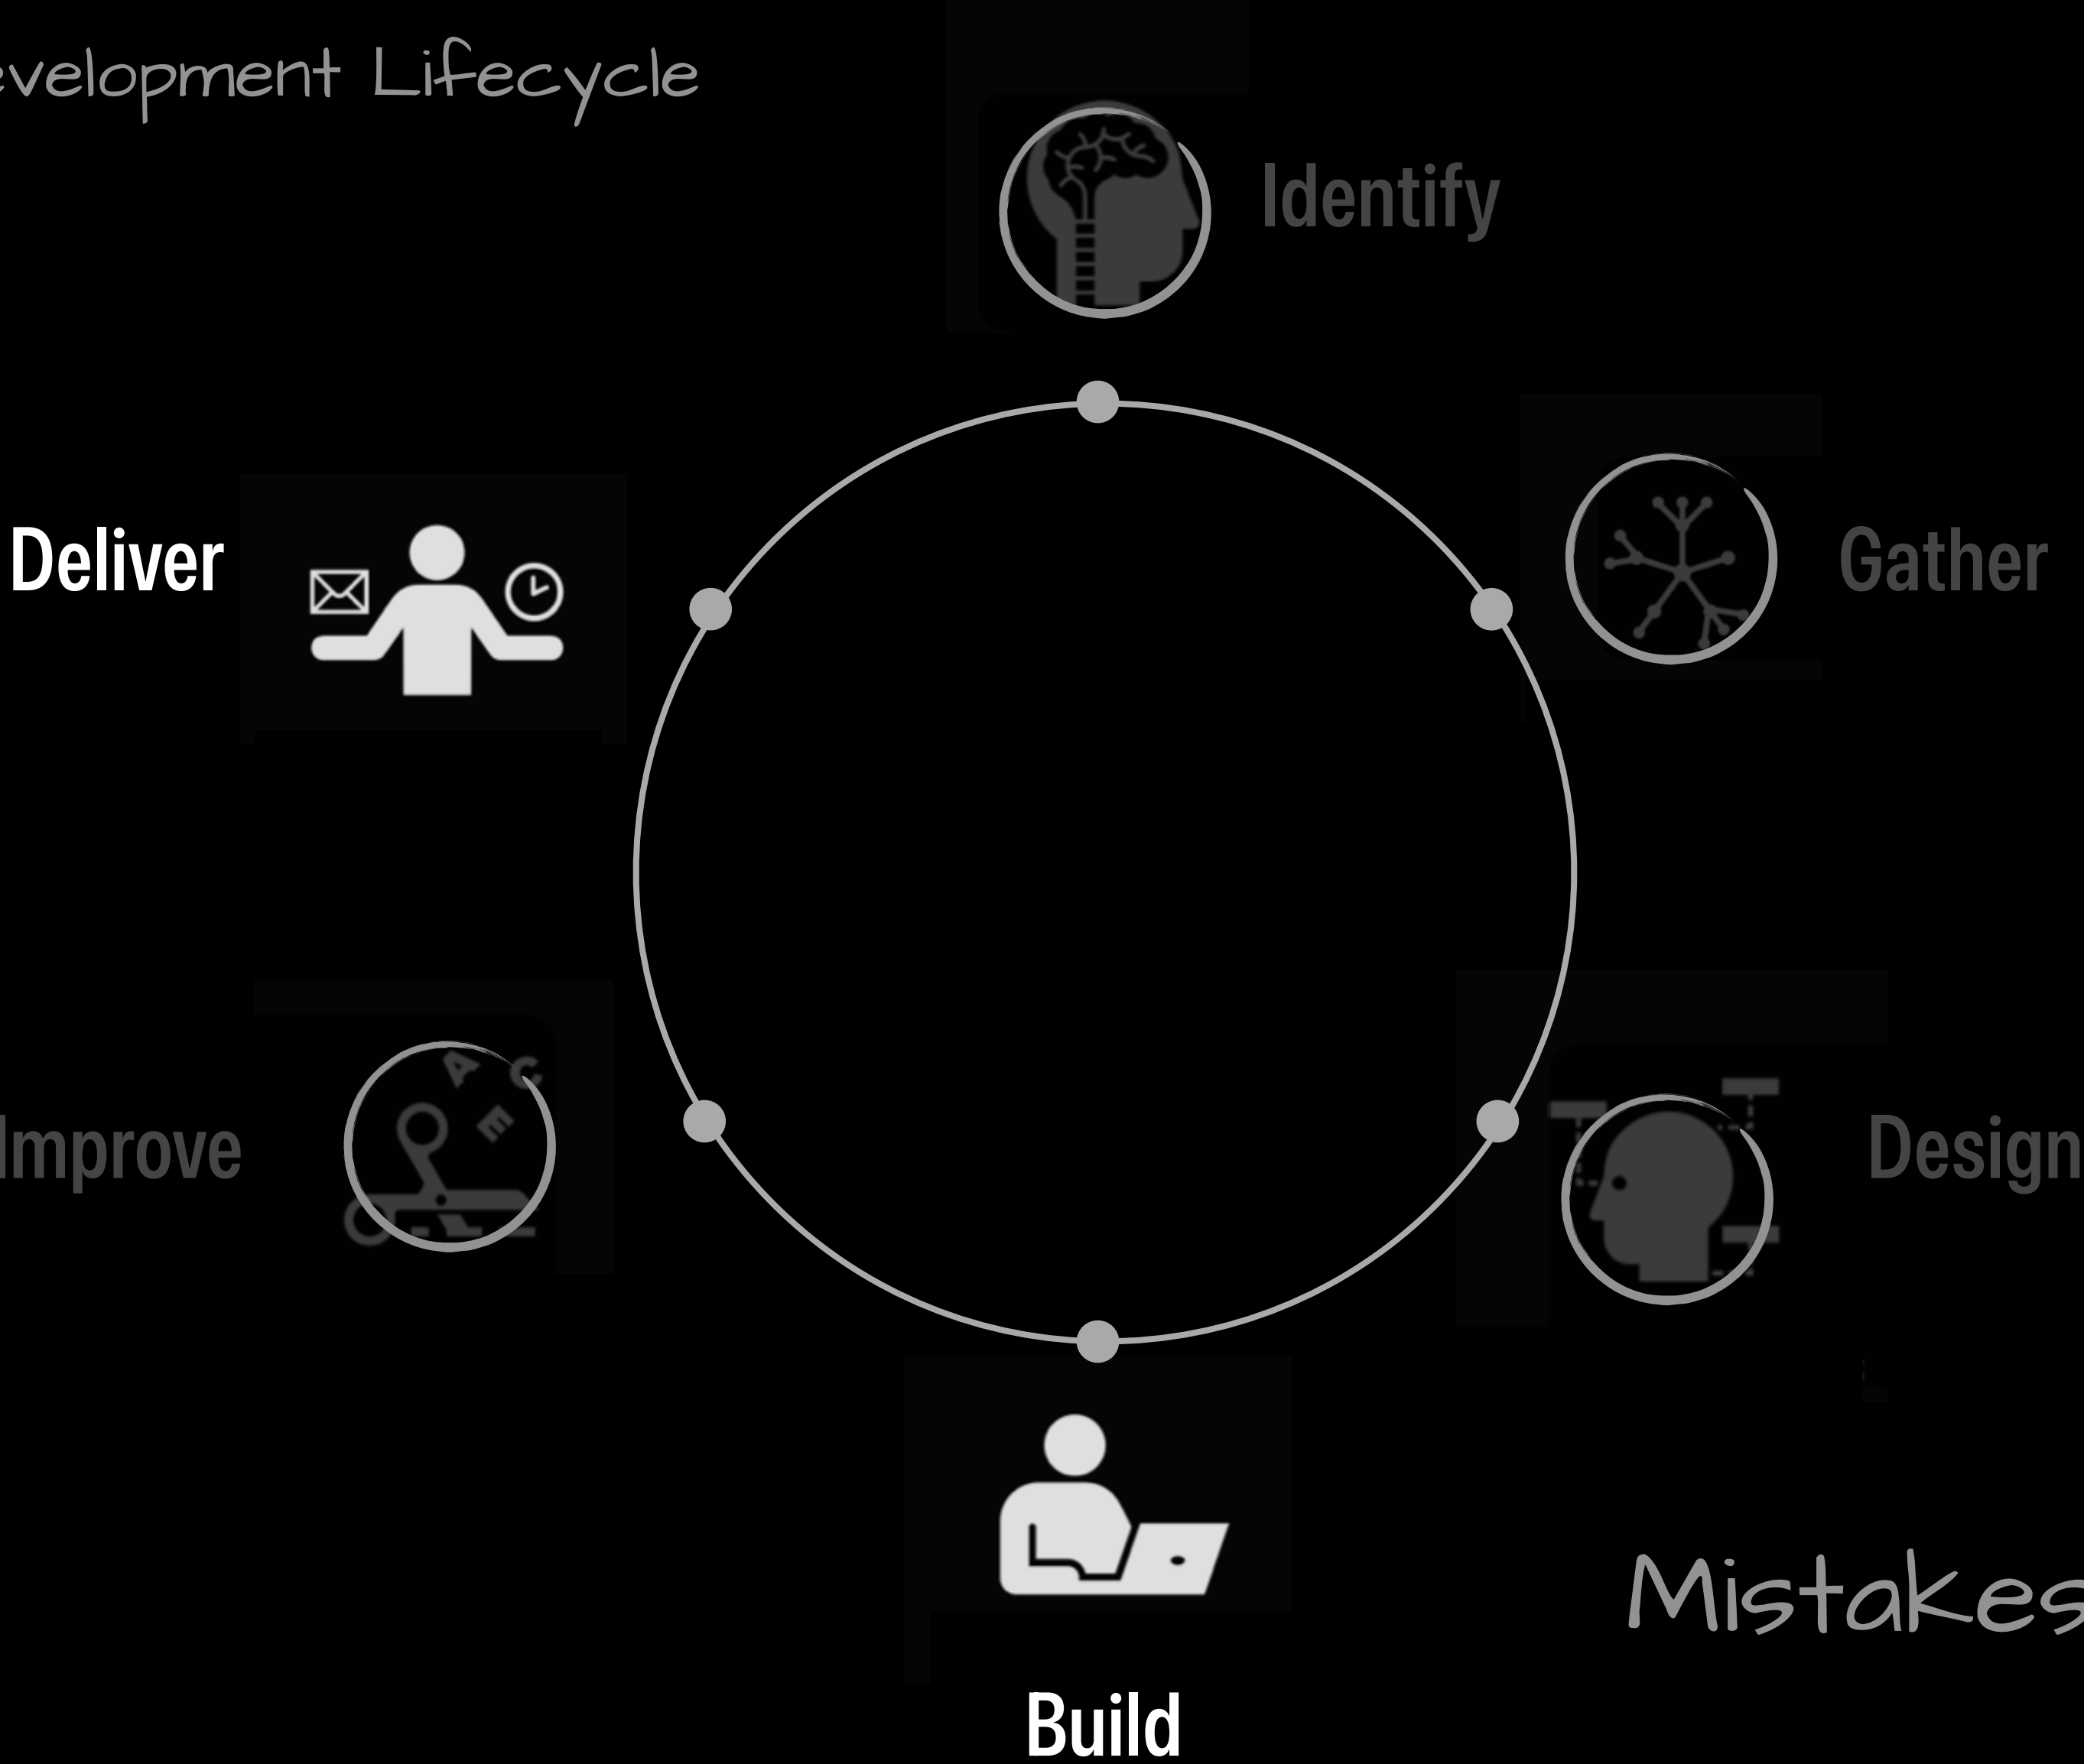 evelopment Lifecycle
Identify
Gather
Deliver
Improve
Design
A
C
E
Mistakes
Build